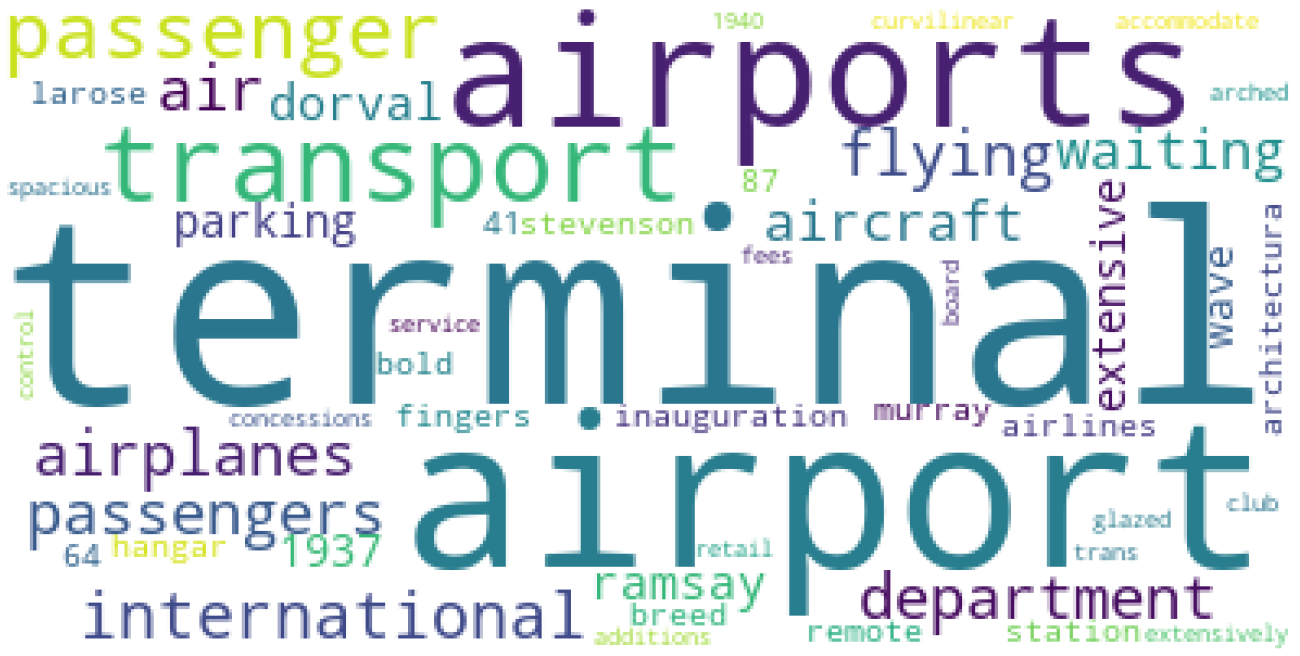 passenger airports 1940 curvilinear accommodate
larose air dorval arched
transport flying waiting
spacious 87
parking 41 stevenson aircraft extensive
terminal fees board wave architectura
control service
bold
concessions fingers inauguration murray airlines
airplanes airport
passengers glazed club
64 hangar 1937 retail trans
international ramsay department
breed
additions remote station extensively